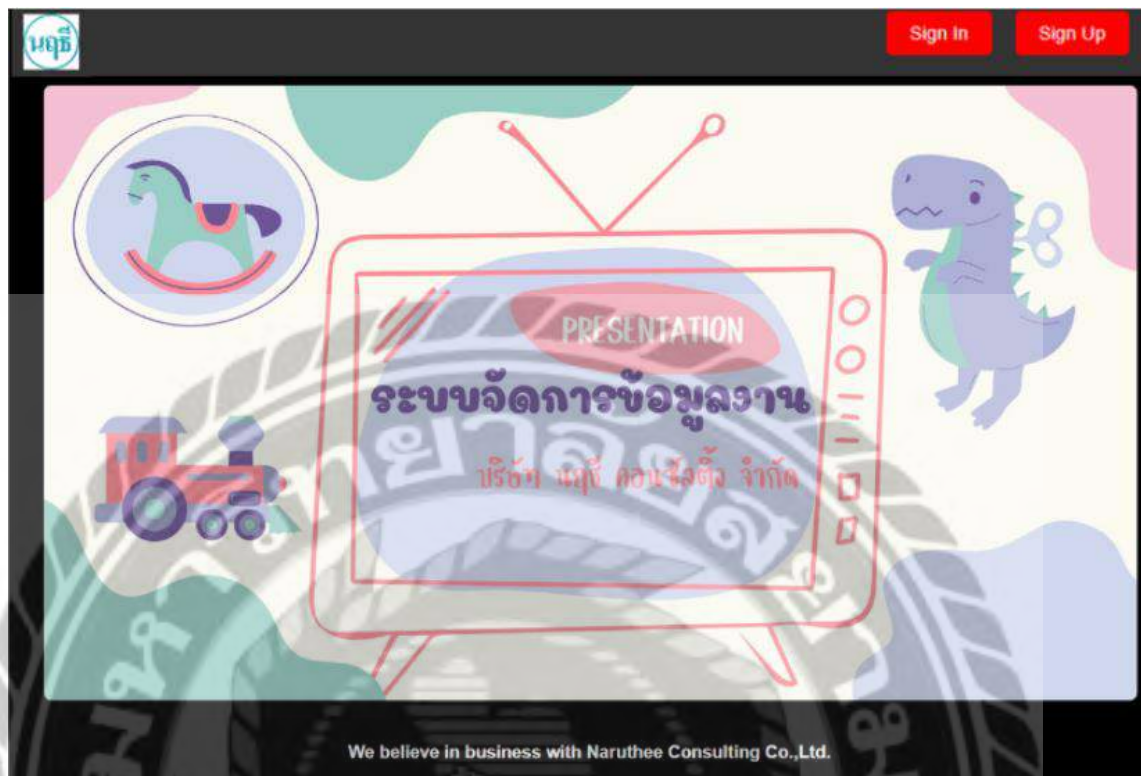 นฤธี
Sign In
Sign Up
PRESENTATION
ระบบจัดการข้อมูลงาน
บริษัท นฤธี คอนซัลติ้ง จำกัด
We believe in business with Naruthee Consulting Co.,Ltd.